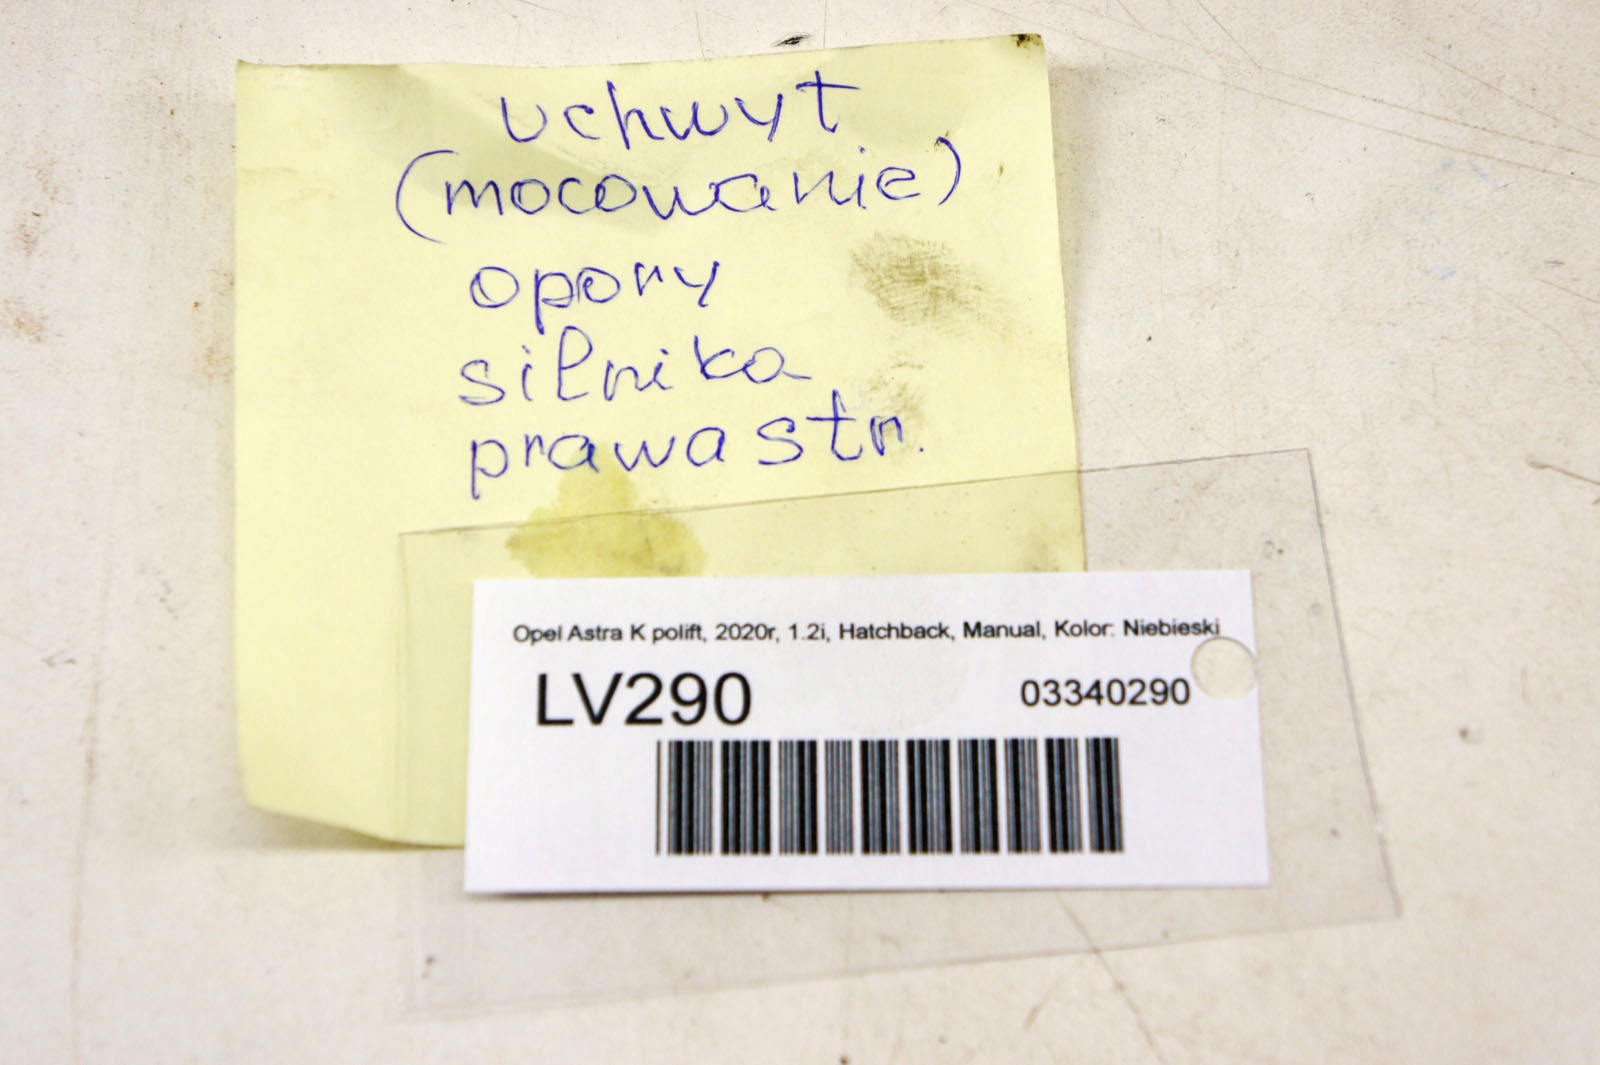 uchwyt
(mocowanie)
opory
silnika
prawa str.
Opel Astra K polift, 2020r, 1.2i, Hatchback, Manual, Kolor: Niebieski
LV290
03340290